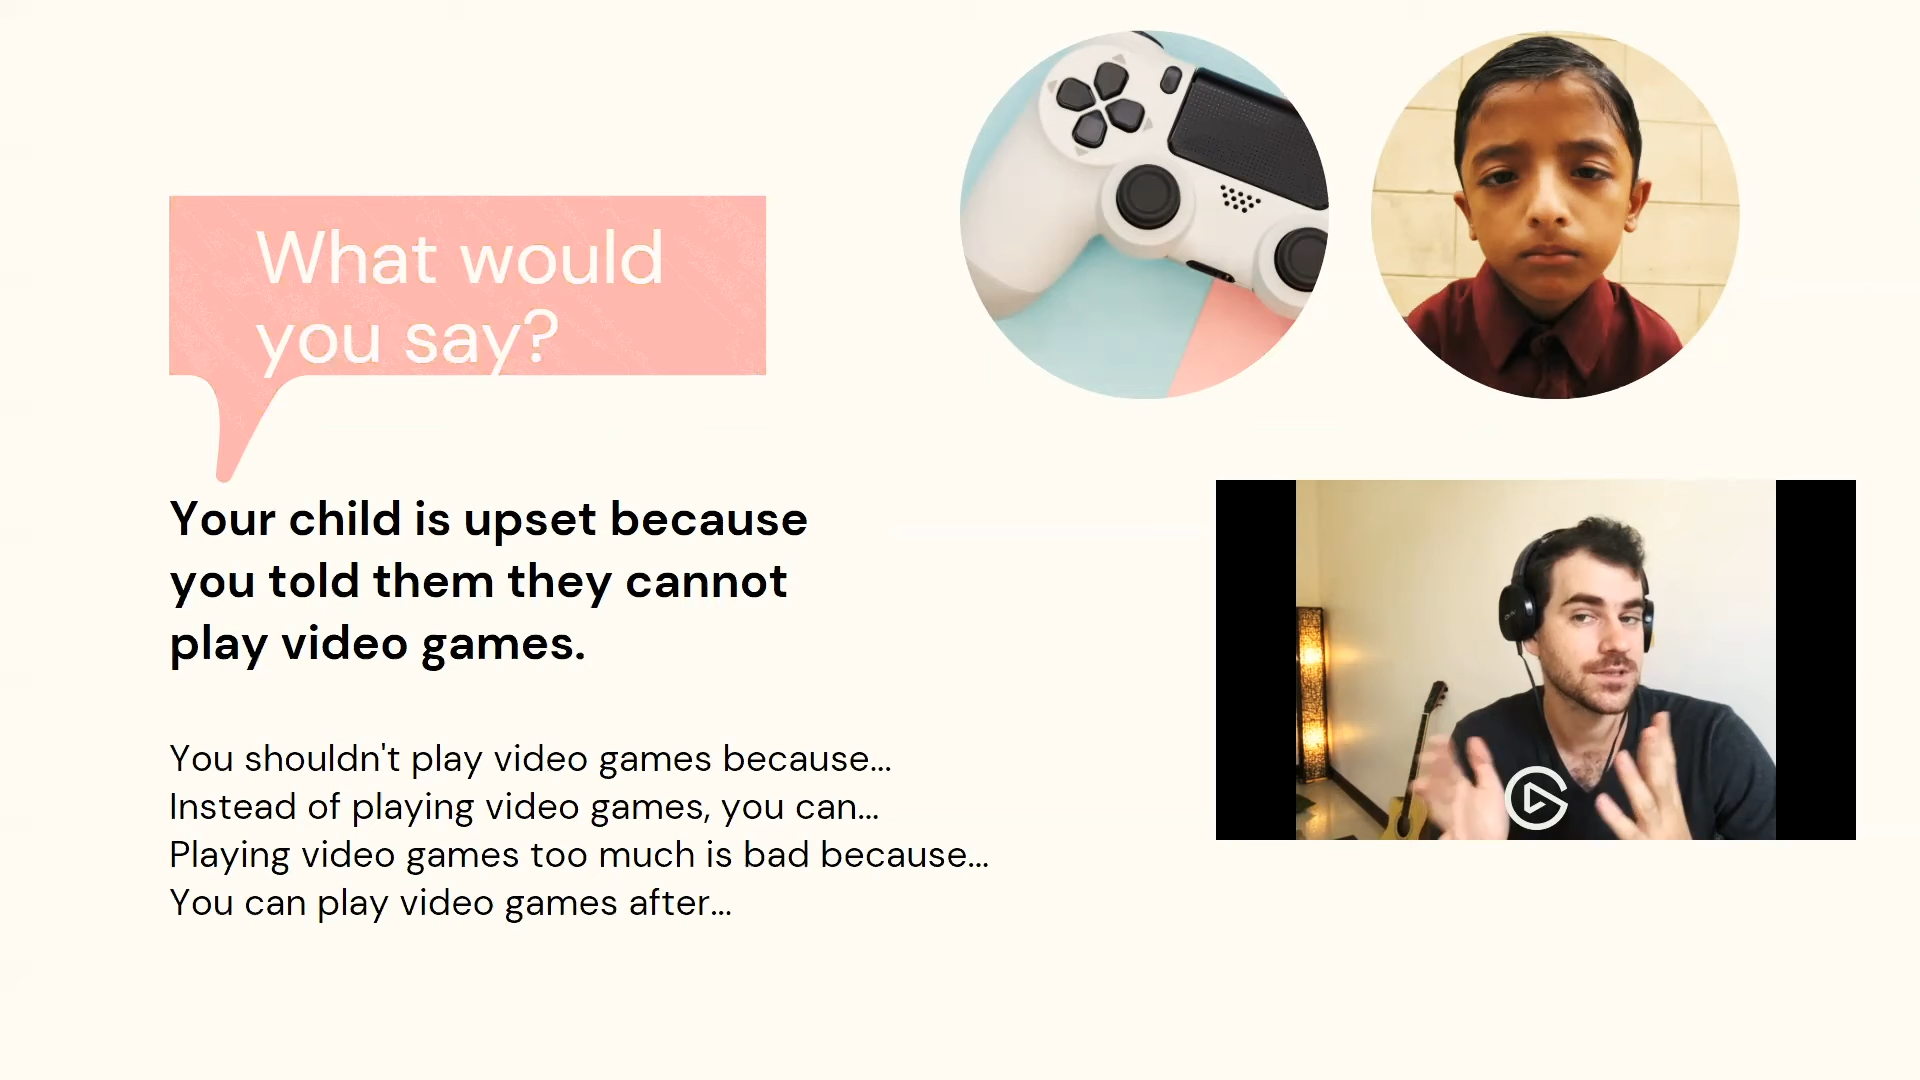 What would
you say?
Your child is upset because
you told them they cannot
play video games.
You shouldn't play video games because...
Instead of playing video games, you can...
Playing video games too much is bad because...
You can play video games after...